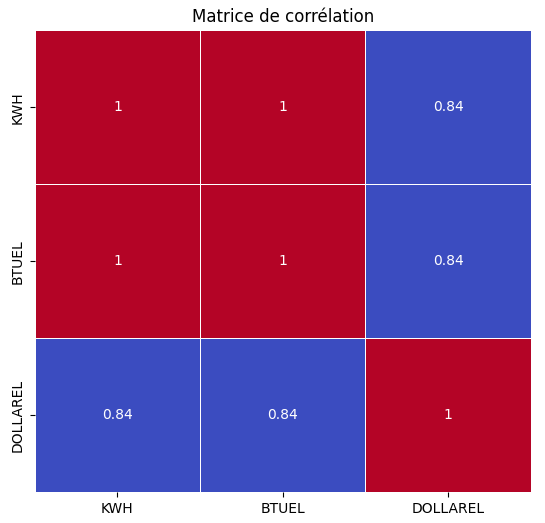 Matrice de corrélation
KWH 1 1 0.84
BTUEL 1 1 0.84
DOLLAREL 0.84 0.84 1
KWH BTUEL DOLLAREL